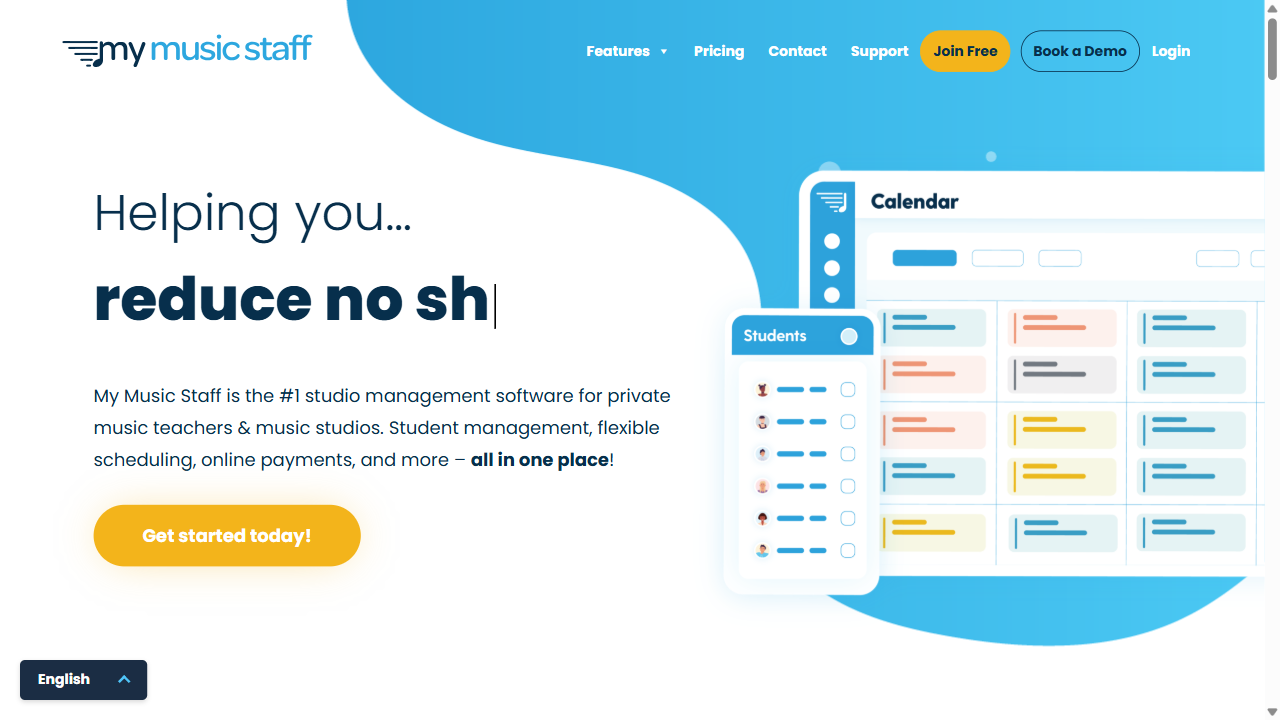 my music staff
Features
Pricing
Contact
Support
Join Free
Book a Demo
Login
Helping you...
reduce no sh
My Music Staff is the #1 studio management software for private
music teachers & music studios. Student management, flexible
scheduling, online payments, and more – all in one place!
Get started today!
Calendar
Students
English